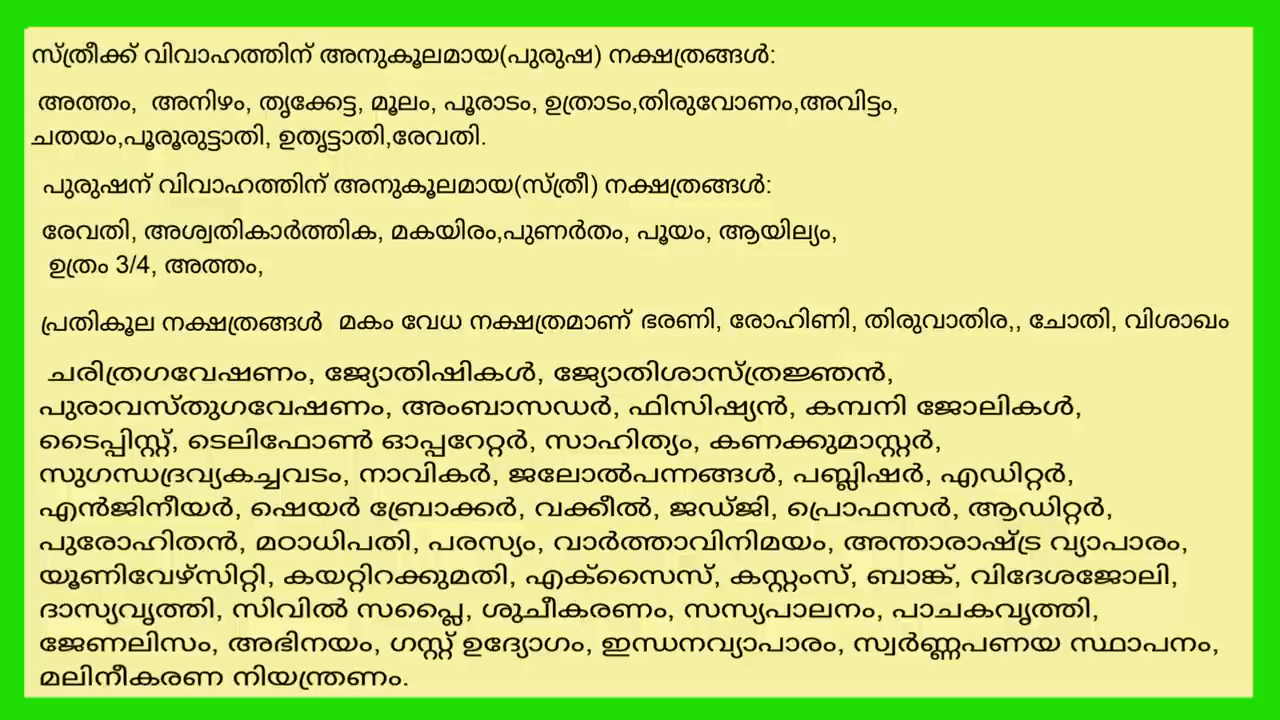 സ്ത്രീക്ക് വിവാഹത്തിന് അനുകൂലമായ(പുരുഷ) നക്ഷത്രങ്ങൾ:
അത്തം, അനിഴം, തൃക്കേട്ട, മൂലം, പൂരാടം, ഉത്രാടം,തിരുവോണം,അവിട്ടം,
ചതയം,പൂരൂരുട്ടാതി, ഉതൃട്ടാതി,രേവതി.
പുരുഷന് വിവാഹത്തിന് അനുകൂലമായ(സ്ത്രീ) നക്ഷത്രങ്ങൾ:
രേവതി, അശ്വതികാർത്തിക, മകയിരം,പുണർതം, പൂയം, ആയില്യം,
ഉത്രം 3/4, അത്തം,
പ്രതികൂല നക്ഷത്രങ്ങൾ മകം വേധ നക്ഷത്രമാണ് ഭരണി, രോഹിണി, തിരുവാതിര,, ചോതി, വിശാഖം
ചരിത്രഗവേഷണം, ജ്യോതിഷികൾ, ജ്യോതിശാസ്ത്രജ്ഞൻ,
പുരാവസ്തുഗവേഷണം, അംബാസഡർ, ഫിസിഷ്യൻ, കമ്പനി ജോലികൾ,
ടൈപ്പിസ്റ്റ്, ടെലിഫോൺ ഓപ്പറേറ്റർ, സാഹിത്യം, കണക്കുമാസ്റ്റർ,
സുഗന്ധദ്രവ്യകച്ചവടം, നാവികർ, ജലോൽപന്നങ്ങൾ, പബ്ലിഷർ, എഡിറ്റർ,
എൻജിനീയർ, ഷെയർ ബ്രോക്കർ, വക്കീൽ, ജഡ്ജി, പ്രൊഫസർ, ആഡിറ്റർ,
പുരോഹിതൻ, മഠാധിപതി, പരസ്യം, വാർത്താവിനിമയം, അന്താരാഷ്ട്ര വ്യാപാരം,
യൂണിവേഴ്സിറ്റി, കയറ്റിറക്കുമതി, എക്സൈസ്, കസ്റ്റംസ്, ബാങ്ക്, വിദേശജോലി,
ദാസ്യവൃത്തി, സിവിൽ സപ്ലൈ, ശുചീകരണം, സസ്യപാലനം, പാചകവൃത്തി,
ജേണലിസം, അഭിനയം, ഗസ്റ്റ് ഉദ്യോഗം, ഇന്ധനവ്യാപാരം, സ്വർണ്ണപണയ സ്ഥാപനം,
മലിനീകരണ നിയന്ത്രണം.